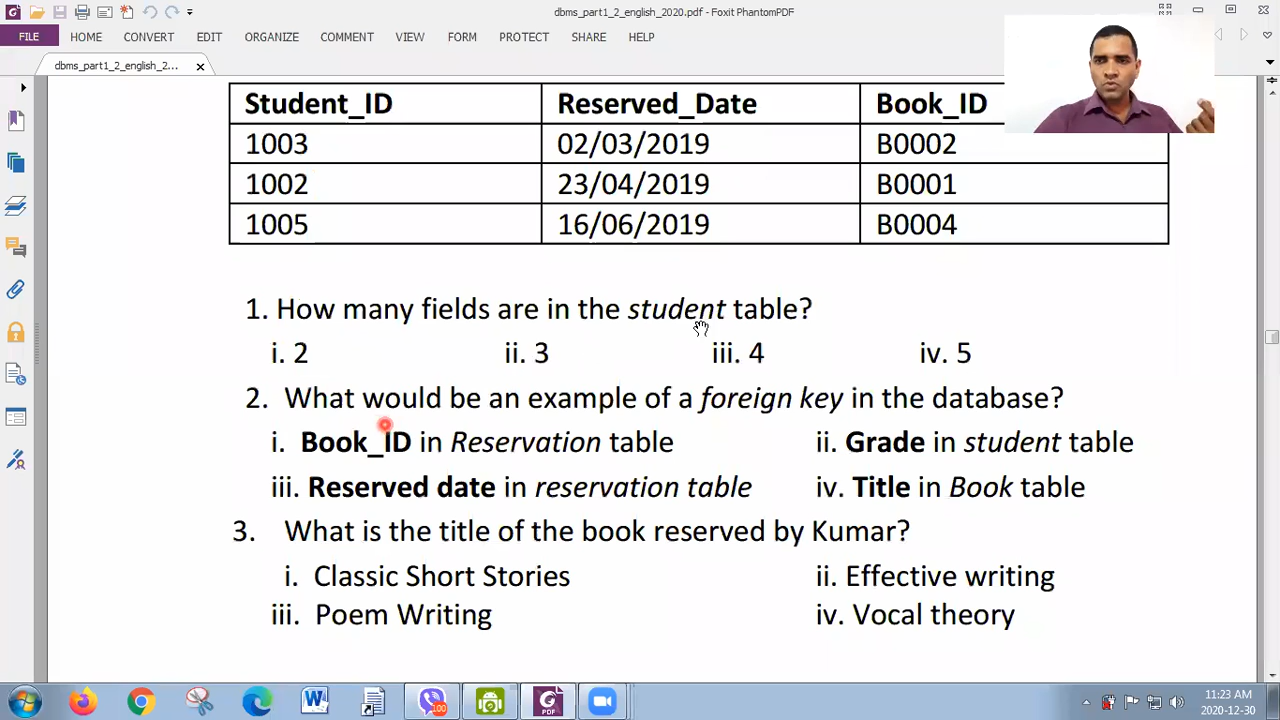 dbms_part1_2_english_2020.pdf - Foxit PhantomPDF
FILE HOME CONVERT EDIT ORGANIZE COMMENT VIEW FORM PROTECT SHARE HELP
dbms_part1_2_english_2...
Student_ID Reserved_Date Book_ID
1003 02/03/2019 B0002
1002 23/04/2019 B0001
1005 16/06/2019 B0004
1. How many fields are in the student table?
i. 2 ii. 3 iii. 4 iv. 5
2. What would be an example of a foreign key in the database?
i. Book_ID in Reservation table ii. Grade in student table
iii. Reserved date in reservation table iv. Title in Book table
3. What is the title of the book reserved by Kumar?
i. Classic Short Stories ii. Effective writing
iii. Poem Writing iv. Vocal theory
100
PDF
11:23 AM
2020-12-30